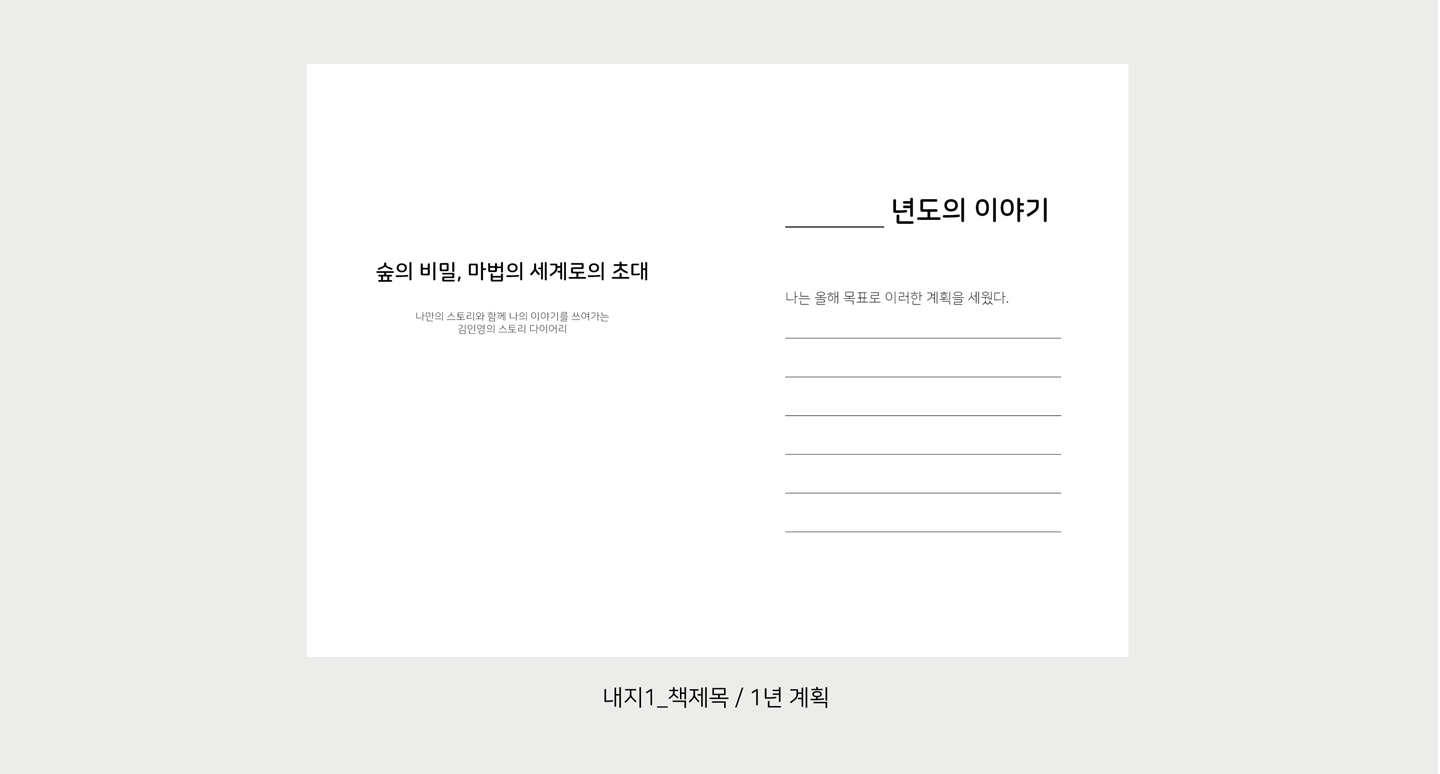 숲의 비밀, 마법의 세계로의 초대
나만의 스토리와 함께 나의 이야기를 쓰여가는
김인영의 스토리 다이어리
년도의 이야기
나는 올해 목표로 이러한 계획을 세웠다.
내지1_책제목 / 1년 계획